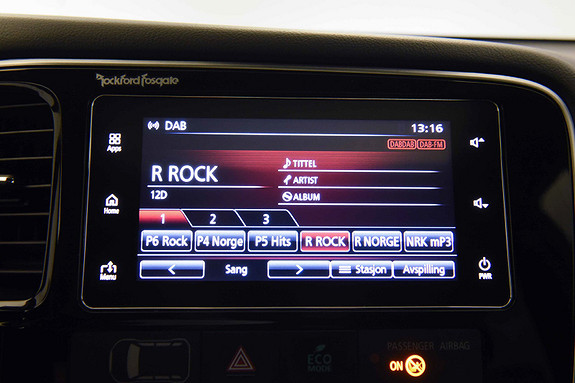 Rockford Fosgate
DAB 13:16
DABDAB DAB-FM
Apps
R ROCK
TITTEL
ARTIST
12D
ALBUM
Home
1 2 3
P6 Rock P4 Norge P5 Hits R ROCK R NORGE NRK mP3
Menu
< Sang > Stasjon Avspilling
PWR
ECO
MODE
PASSENGER AIRBAG
ON